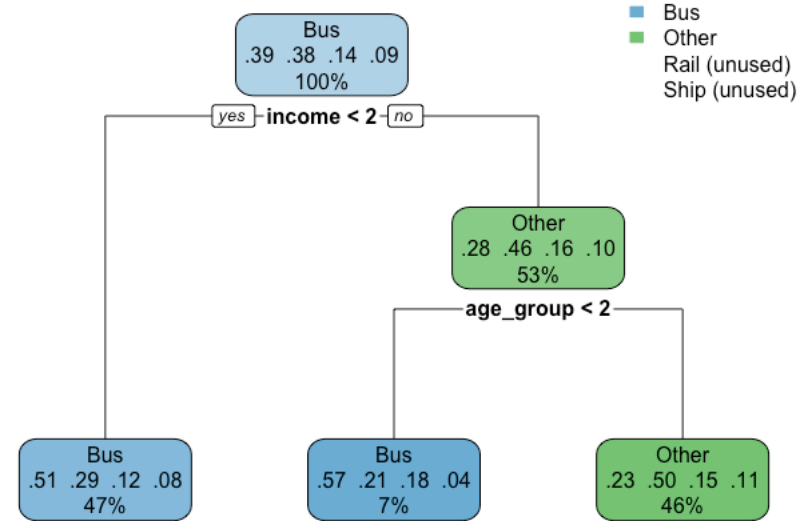 Bus
.39 .38 .14 .09
100%
Bus
Other
Rail (unused)
Ship (unused)
yes income < 2 no
Other
.28 .46 .16 .10
53%
age_group < 2
Bus
.51 .29 .12 .08
47%
Bus
.57 .21 .18 .04
7%
Other
.23 .50 .15 .11
46%